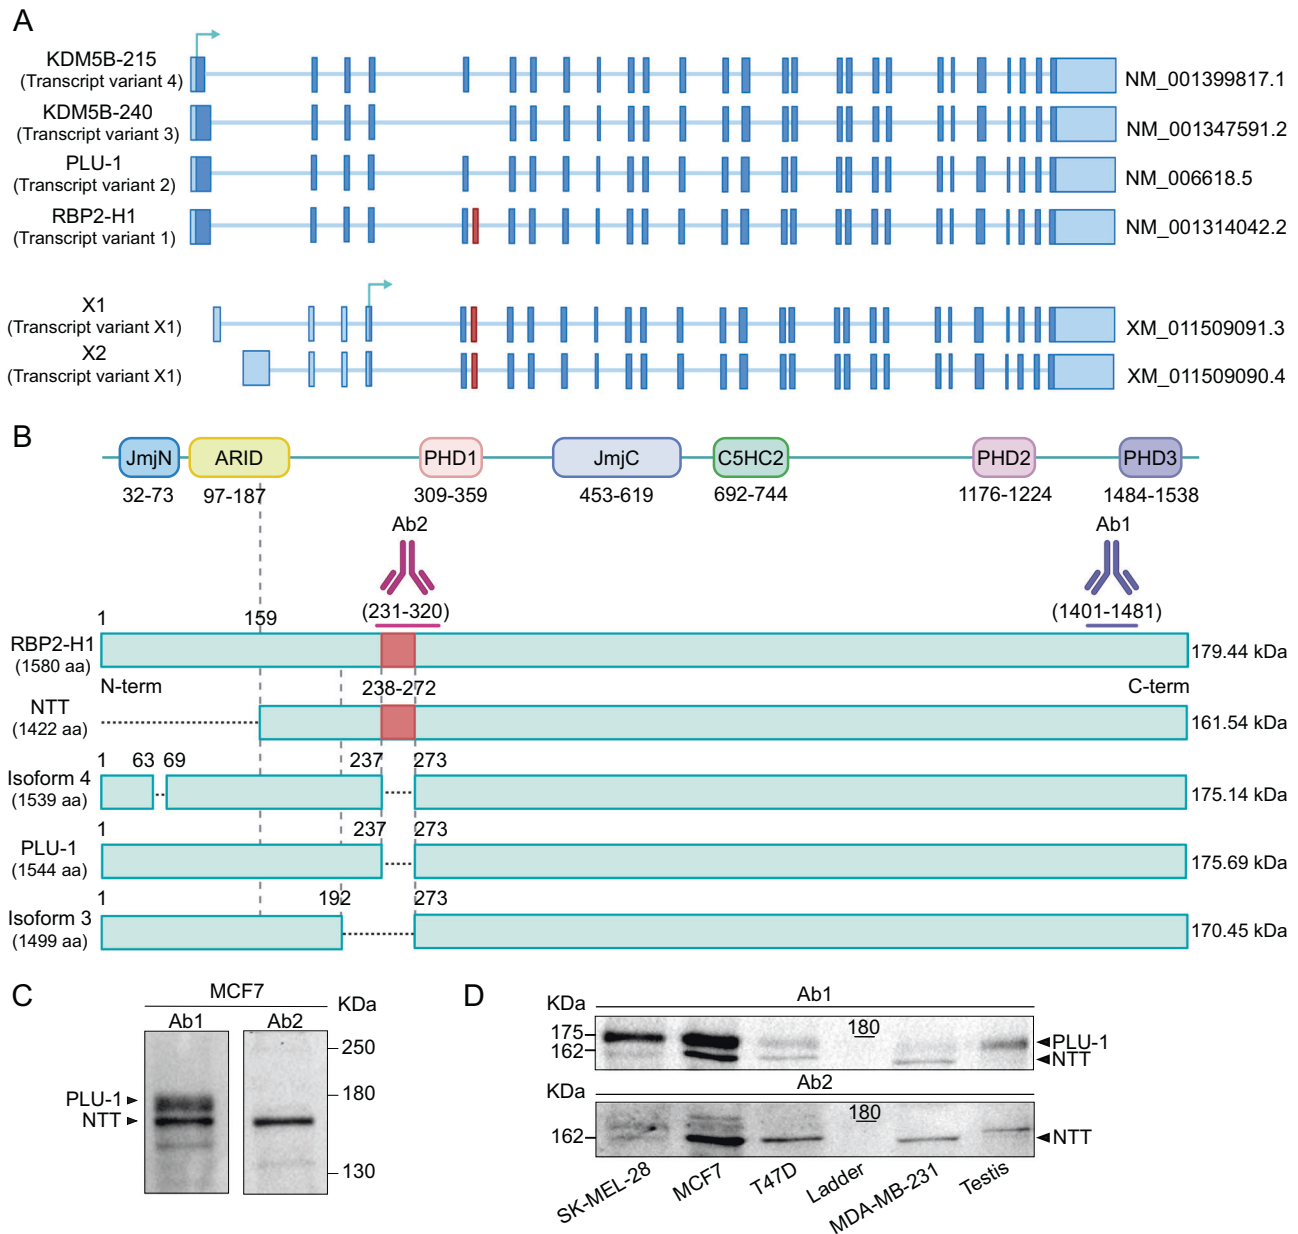 A
KDM5B-215
(Transcript variant 4)
NM_001399817.1
KDM5B-240
(Transcript variant 3)
NM_001347591.2
PLU-1
(Transcript variant 2)
NM_006618.5
RBP2-H1
(Transcript variant 1)
NM_001314042.2
X1
(Transcript variant X1)
XM_011509091.3
X2
(Transcript variant X1)
XM_011509090.4
B
JmjN ARID PHD1 JmjC C5HC2 PHD2 PHD3
32-73 97-187 309-359 453-619 692-744 1176-1224 1484-1538
Ab2 Ab1
(231-320) (1401-1481)
1 159
RBP2-H1
(1580 aa)
179.44 kDa
N-term 238-272 C-term
NTT
(1422 aa)
161.54 kDa
1 63 69 237 273
Isoform 4
(1539 aa)
175.14 kDa
1 237 273
PLU-1
(1544 aa)
175.69 kDa
1 192 273
Isoform 3
(1499 aa)
170.45 kDa
C
MCF7
KDa
Ab1 Ab2
250
180
PLU-1
NTT
130
D
Ab1
KDa
175
162
180
PLU-1
NTT
Ab2
KDa
180
162
NTT
SK-MEL-28 MCF7 T47D Ladder MDA-MB-231 Testis